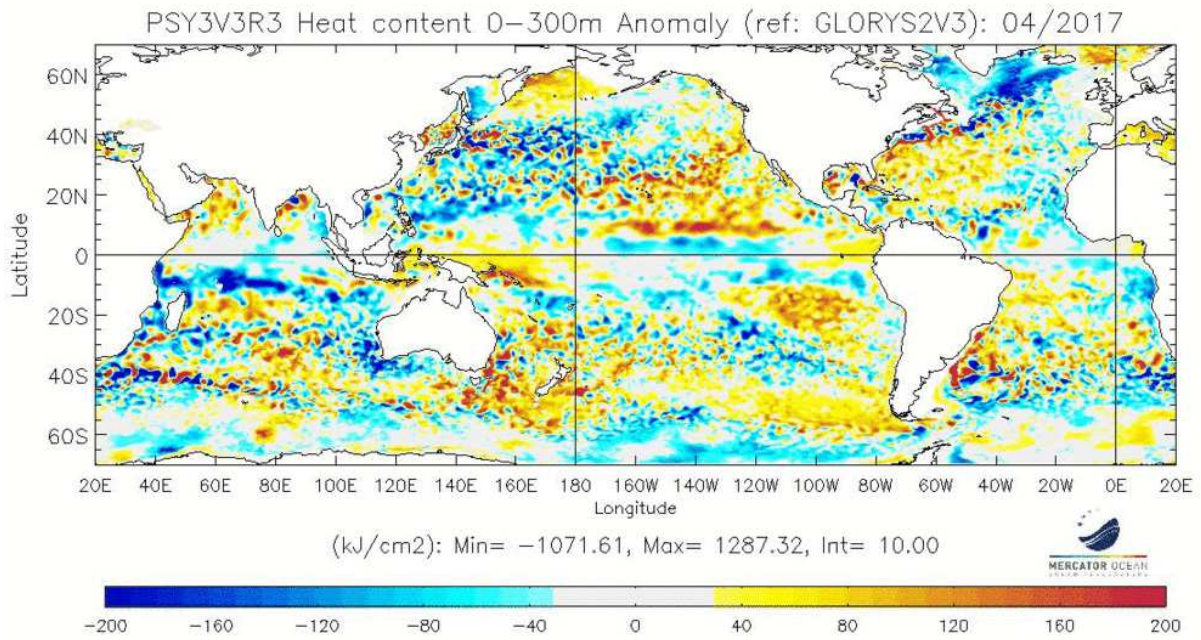 PSY3V3R3 Heat content 0-300m Anomaly (ref: GLORYS2V3): 04/2017
60N
40N
20N
0
20S
40S
60S
Latitude
20E 40E 60E 80E 100E 120E 140E 160E 180 160W 140W 120W 100W 80W 60W 40W 20W 0E 20E
Longitude
(kJ/cm2): Min= -1071.61, Max= 1287.32, Int= 10.00
MERCATOR OCEAN
-200 -160 -120 -80 -40 0 40 80 120 160 200